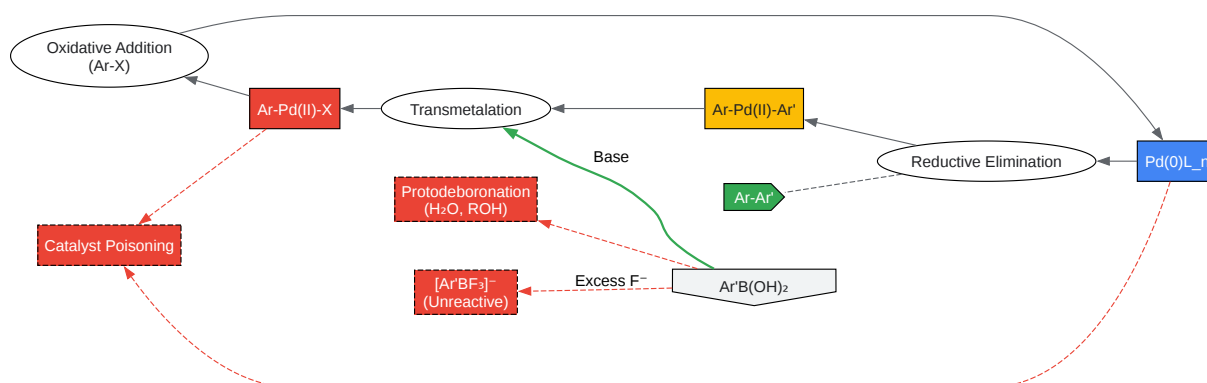 Oxidative Addition
(Ar-X)
Ar-Pd(II)-X
Transmetalation
Ar-Pd(II)-Ar'
Reductive Elimination
Pd(0)L_n
Base
Protodeboronation
(H₂O, ROH)
Ar-Ar'
Catalyst Poisoning
[Ar'BF₃]⁻
(Unreactive)
Excess F⁻
Ar'B(OH)₂